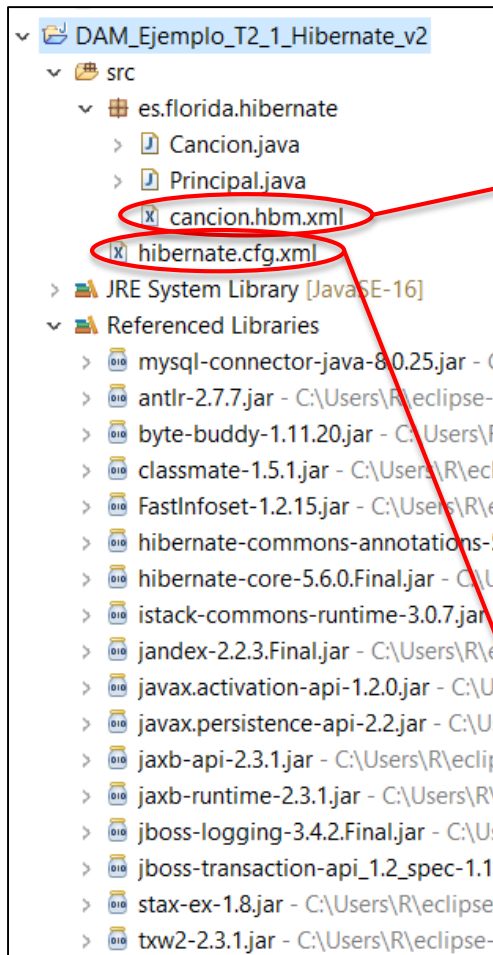 DAM_Ejemplo_T2_1_Hibernate_v2
src
es.florida.hibernate
Cancion.java
Principal.java
cancion.hbm.xml
hibernate.cfg.xml
JRE System Library [JavaSE-16]
Referenced Libraries
mysql-connector-java-8.0.25.jar -
antlr-2.7.7.jar - C:\Users\R\eclipse-
byte-buddy-1.11.20.jar - C:\Users\R
classmate-1.5.1.jar - C:\Users\R\ecl
FastInfoset-1.2.15.jar - C:\Users\R\e
hibernate-commons-annotations-5
hibernate-core-5.6.0.Final.jar - C:\U
istack-commons-runtime-3.0.7.jar
jandex-2.2.3.Final.jar - C:\Users\R\e
javax.activation-api-1.2.0.jar - C:\U
javax.persistence-api-2.2.jar - C:\U
jaxb-api-2.3.1.jar - C:\Users\R\eclip
jaxb-runtime-2.3.1.jar - C:\Users\R\
jboss-logging-3.4.2.Final.jar - C:\Us
jboss-transaction-api_1.2_spec-1.1
stax-ex-1.8.jar - C:\Users\R\eclipse
txw2-2.3.1.jar - C:\Users\R\eclipse-